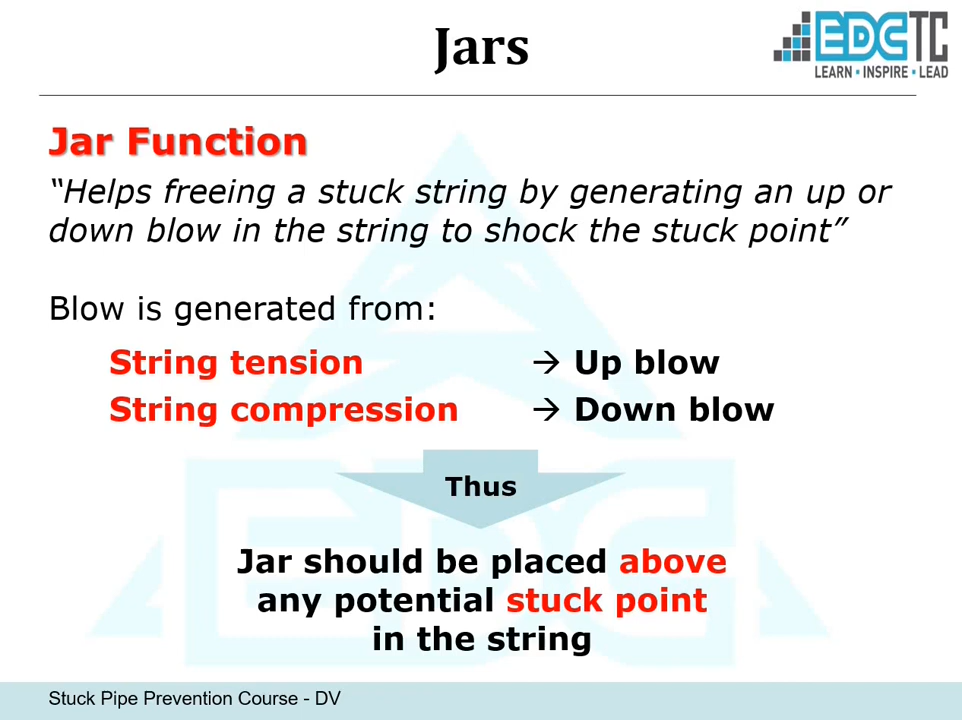 Jars
EDCTC
LEARN • INSPIRE • LEAD
Jar Function
“Helps freeing a stuck string by generating an up or
down blow in the string to shock the stuck point”
Blow is generated from:
String tension → Up blow
String compression → Down blow
Thus
Jar should be placed above
any potential stuck point
in the string
EDC
Stuck Pipe Prevention Course - DV